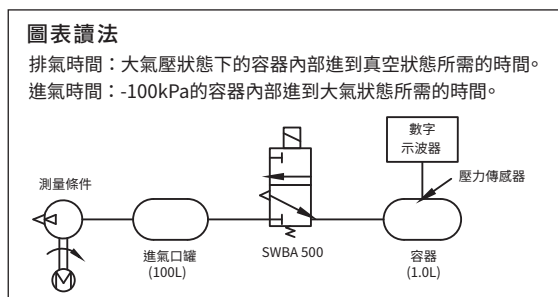 圖表讀法
排氣時間：大氣壓狀態下的容器內部進到真空狀態所需的時間。
進氣時間：-100kPa的容器內部進到大氣狀態所需的時間。
數字
示波器
測量條件
壓力傳感器
進氣口罐
(100L)
SWBA 500
容器
(1.0L)
M